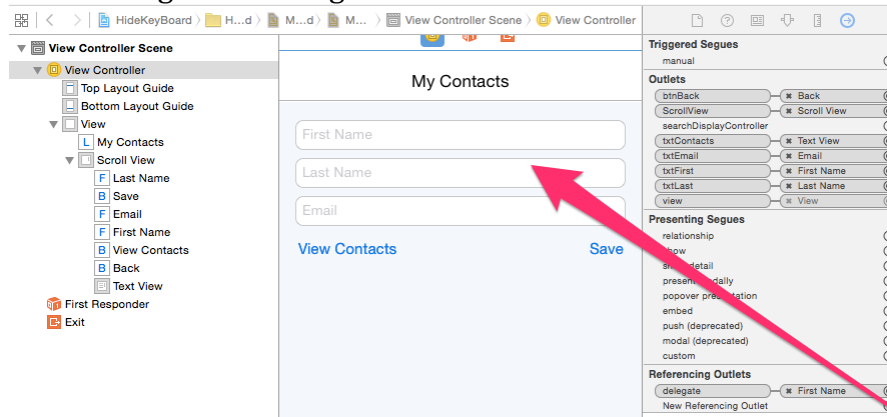 HideKeyBoard H...d M...d M... View Controller Scene View Controller
View Controller Scene
View Controller
Top Layout Guide
Bottom Layout Guide
View
L My Contacts
Scroll View
F Last Name
B Save
F Email
F First Name
B View Contacts
B Back
Text View
First Responder
Exit
My Contacts
First Name
Last Name
Email
View Contacts Save
Triggered Segues
manual
Outlets
btnBack Back
ScrollView Scroll View
searchDisplayController
txtContacts Text View
txtEmail Email
txtFirst First Name
txtLast Last Name
view View
Presenting Segues
relationship
detail
popover presentation
embed
push (deprecated)
modal (deprecated)
custom
Referencing Outlets
delegate First Name
New Referencing Outlet